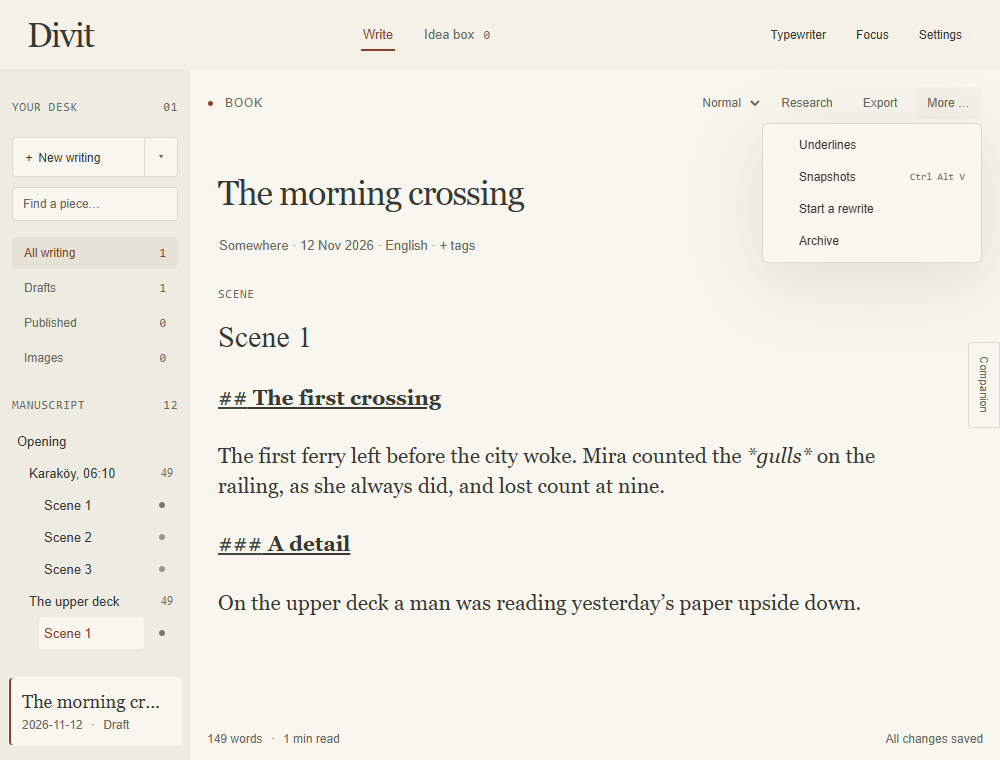 Divit
Write
Idea box 0
Typewriter
Focus
Settings
YOUR DESK 01
+ New writing
Find a piece...
All writing 1
Drafts 1
Published 0
Images 0
MANUSCRIPT 12
Opening
Karaköy, 06:10 49
Scene 1
Scene 2
Scene 3
The upper deck 49
Scene 1
The morning cr...
2026-11-12 · Draft
BOOK
Normal
Research
Export
More ...
Underlines
Snapshots Ctrl Alt V
Start a rewrite
Archive
The morning crossing
Somewhere · 12 Nov 2026 · English · + tags
SCENE
Scene 1
## The first crossing
The first ferry left before the city woke. Mira counted the *gulls* on the
railing, as she always did, and lost count at nine.
### A detail
On the upper deck a man was reading yesterday’s paper upside down.
Companion
149 words · 1 min read
All changes saved